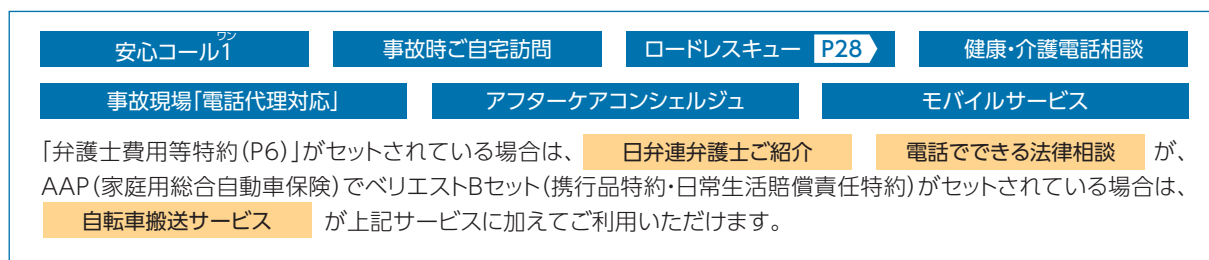 ワン
安心コール1 事故時ご自宅訪問 ロードレスキュー P28 健康・介護電話相談
事故現場「電話代理対応」 アフターケアコンシェルジュ モバイルサービス
「弁護士費用等特約(P6)」がセットされている場合は、 日弁連弁護士ご紹介 電話でできる法律相談 が、
AAP(家庭用総合自動車保険)でベリエストBセット(携行品特約・日常生活賠償責任特約)がセットされている場合は、
自転車搬送サービス が上記サービスに加えてご利用いただけます。